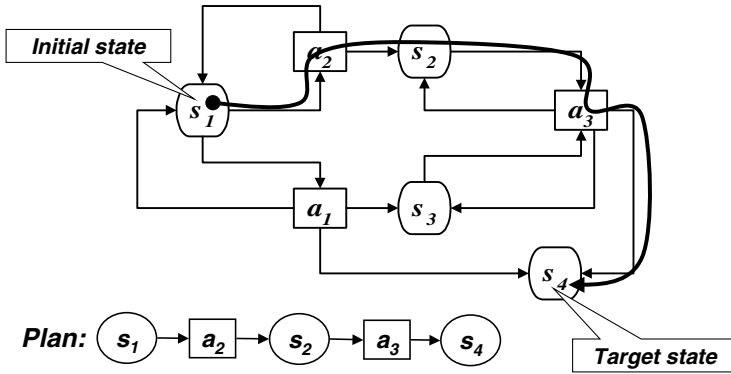 Initial state
a2
s2
s1
a3
a1
s3
s4
Plan: s1 a2 s2 a3 s4
Target state